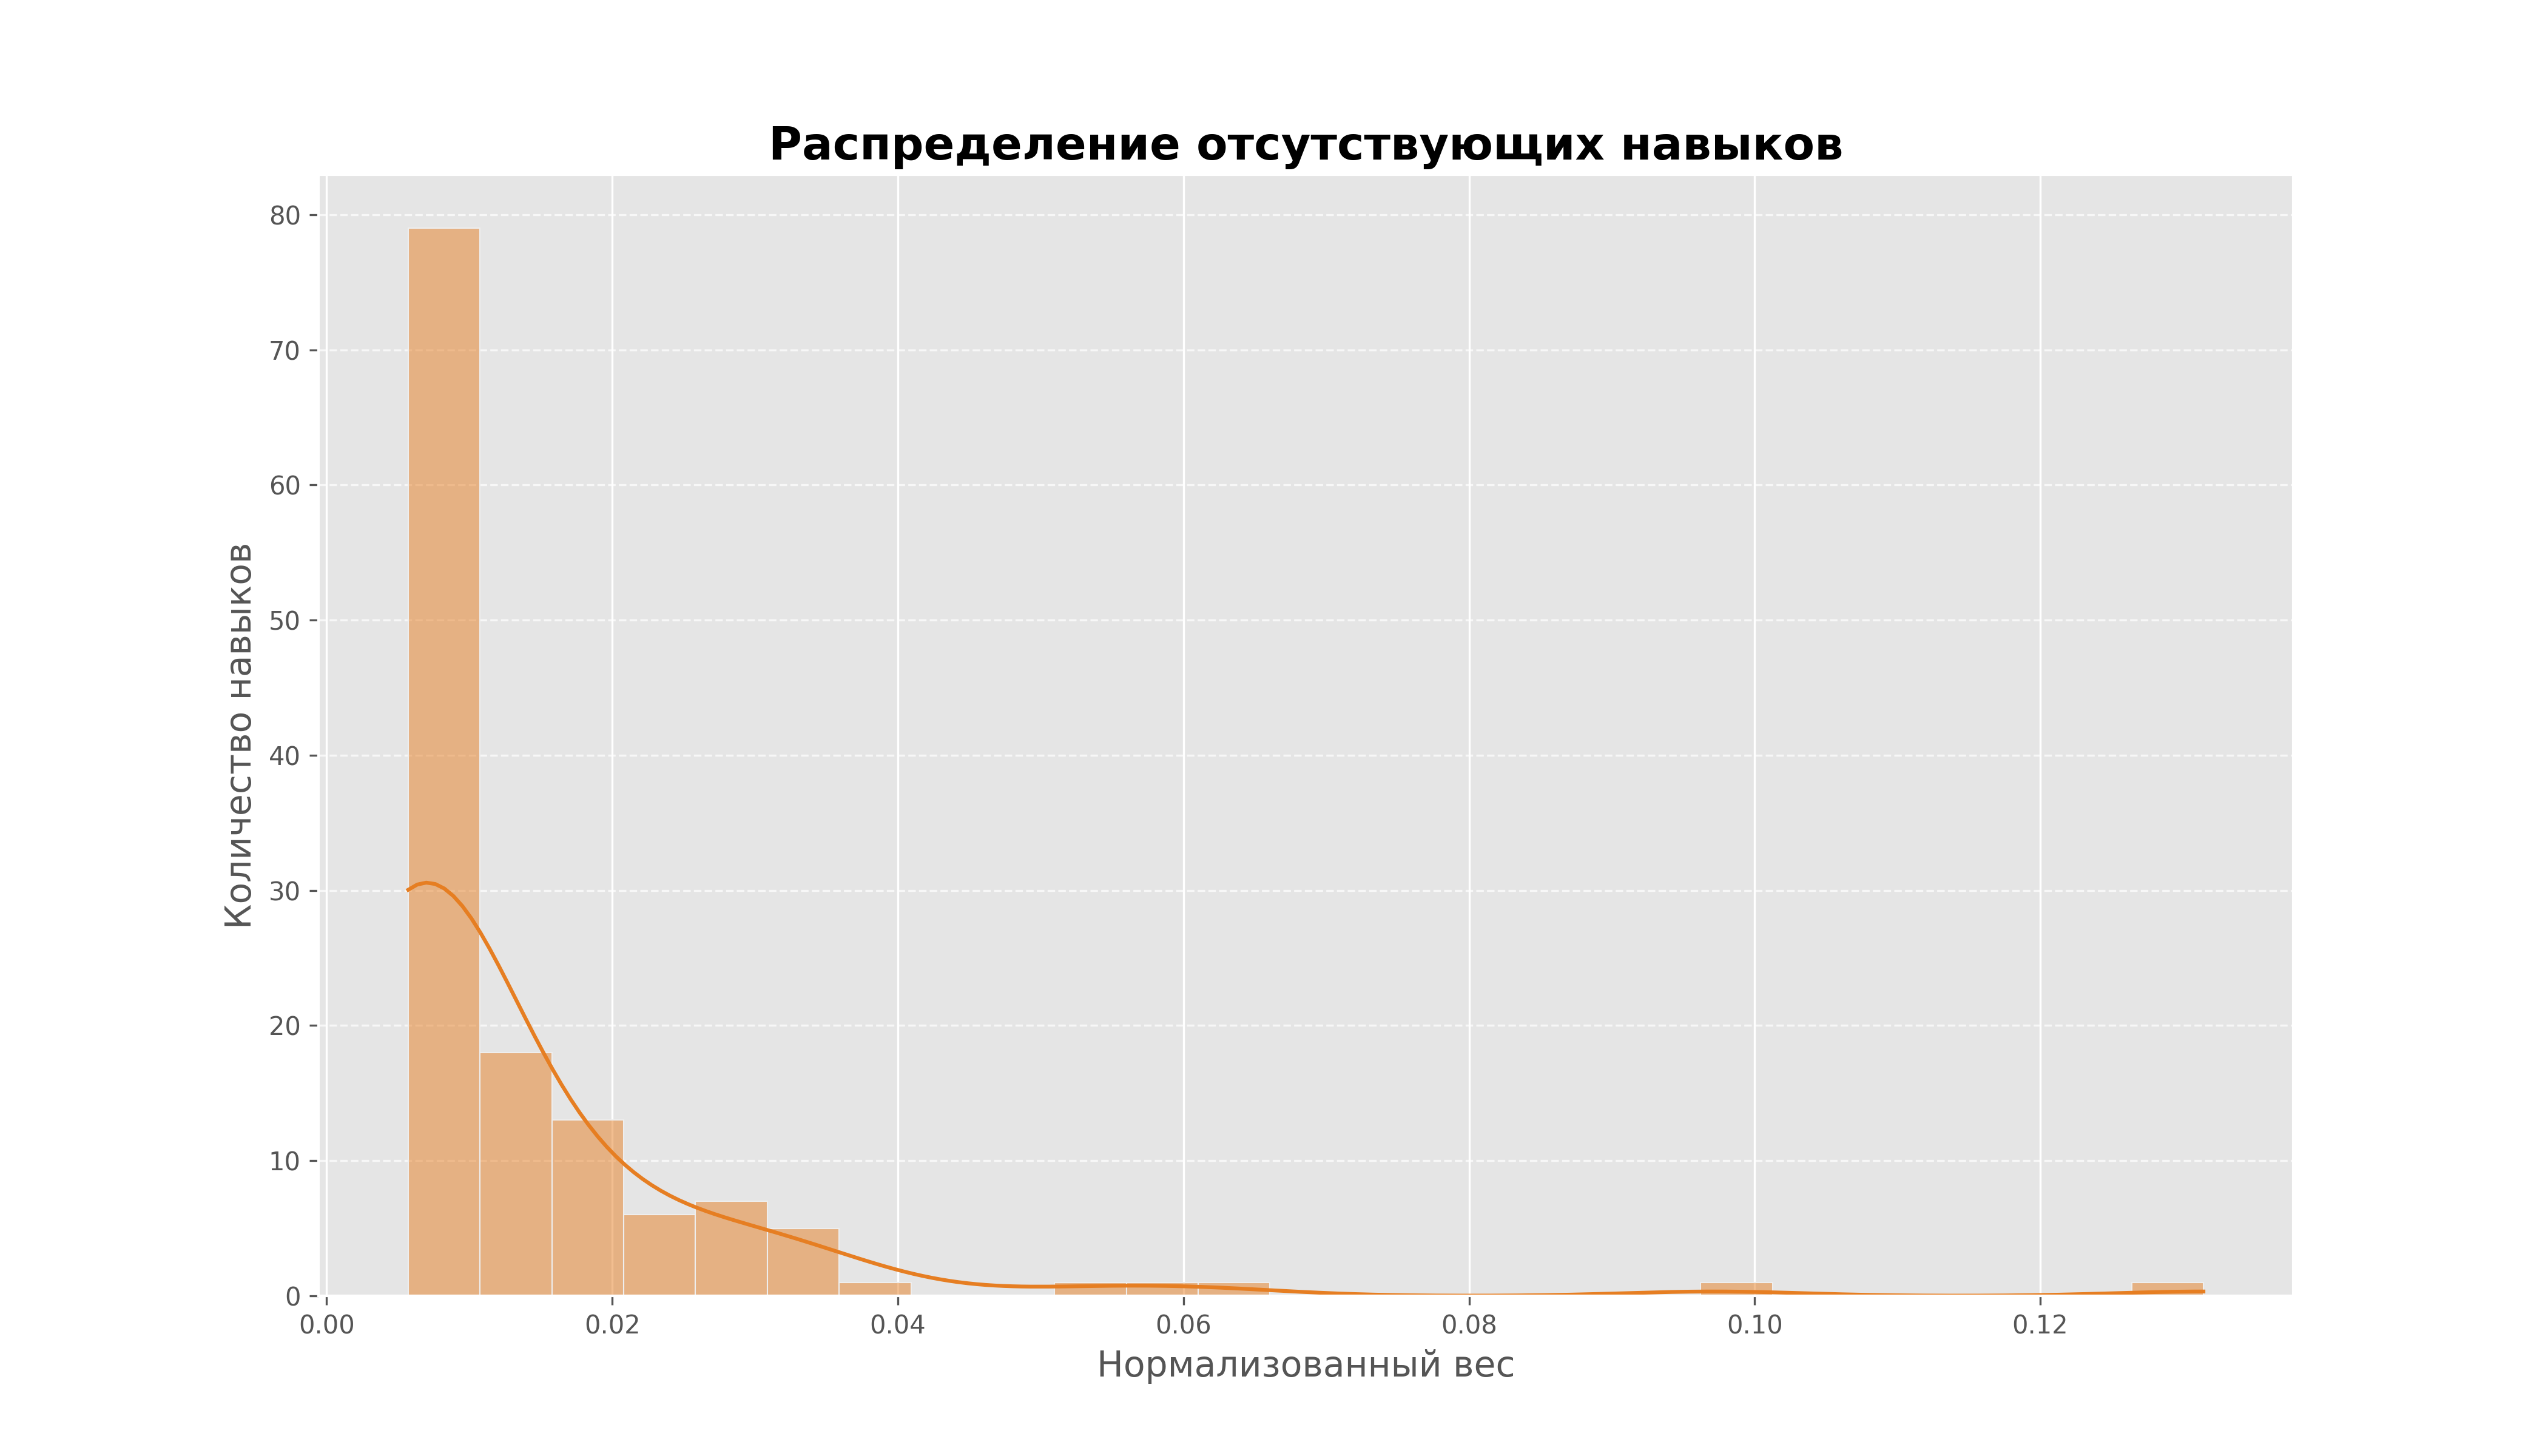 Распределение отсутствующих навыков
Количество навыков
80
70
60
50
40
30
20
10
0
0.00 0.02 0.04 0.06 0.08 0.10 0.12
Нормализованный вес